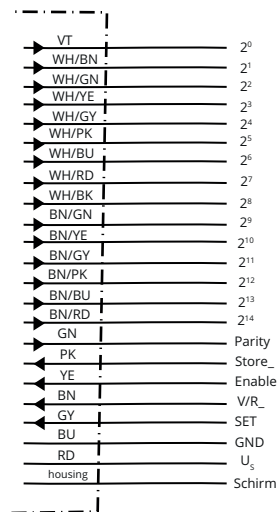 VT 2⁰
WH/BN 2¹
WH/GN 2²
WH/YE 2³
WH/GY 2⁴
WH/PK 2⁵
WH/BU 2⁶
WH/RD 2⁷
WH/BK 2⁸
BN/GN 2⁹
BN/YE 2¹⁰
BN/GY 2¹¹
BN/PK 2¹²
BN/BU 2¹³
BN/RD 2¹⁴
GN Parity
PK Store_
YE Enable
BN V/R_
GY SET
BU GND
RD Uₛ
housing Schirm